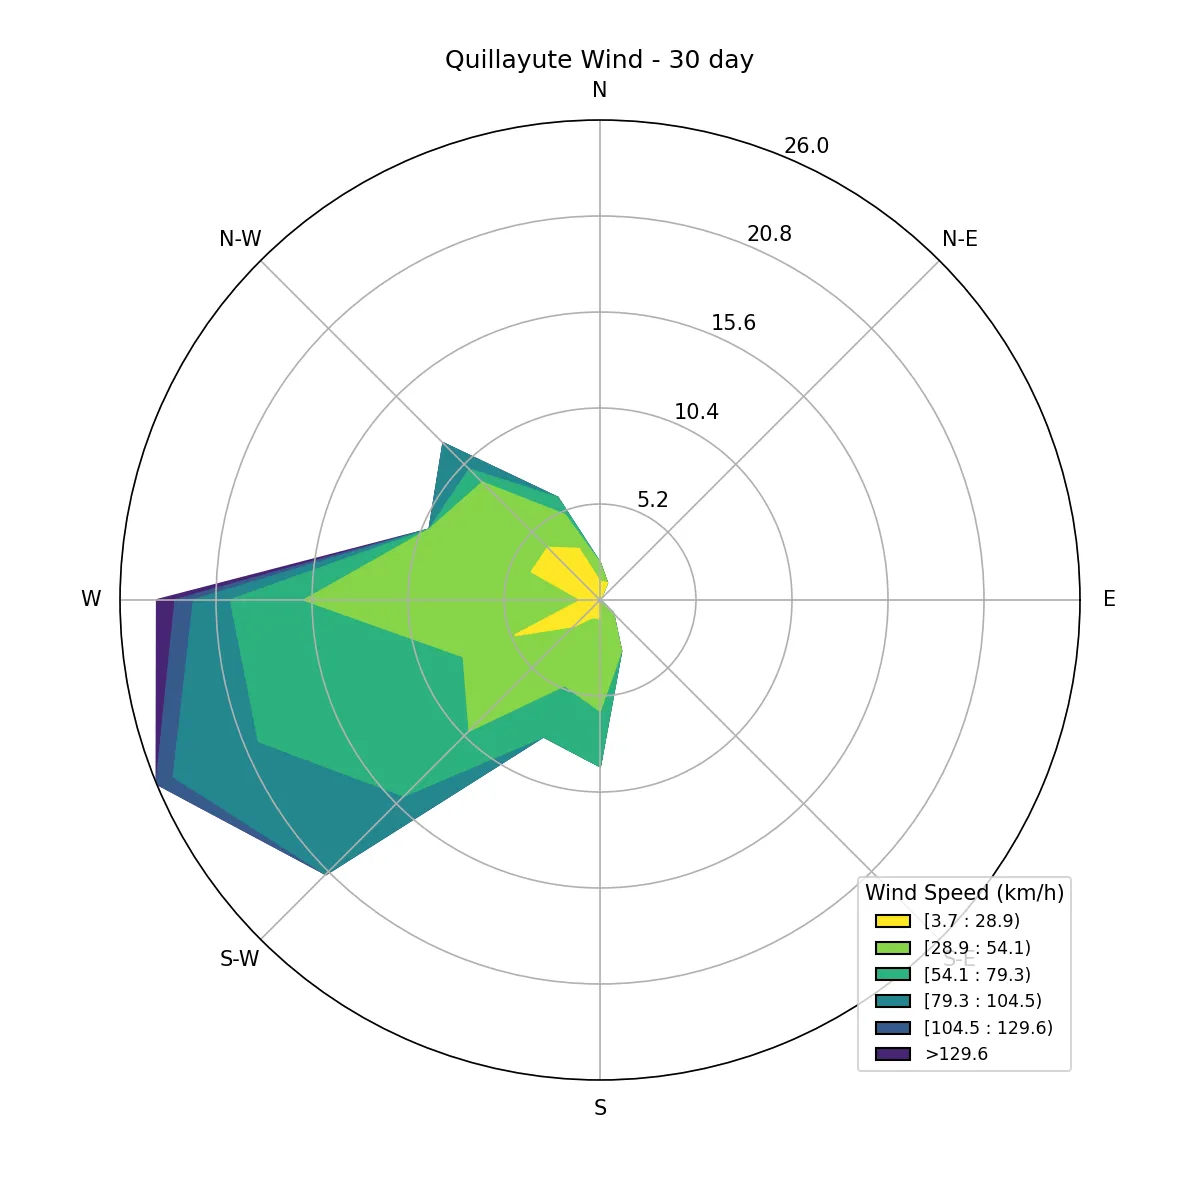 Quillayute Wind - 30 day
N
26.0
N-W
20.8
N-E
15.6
10.4
5.2
W
E
Wind Speed (km/h)
[3.7 : 28.9)
[28.9 : 54.1)
S-W
S-E
[54.1 : 79.3)
[79.3 : 104.5)
[104.5 : 129.6)
>129.6
S